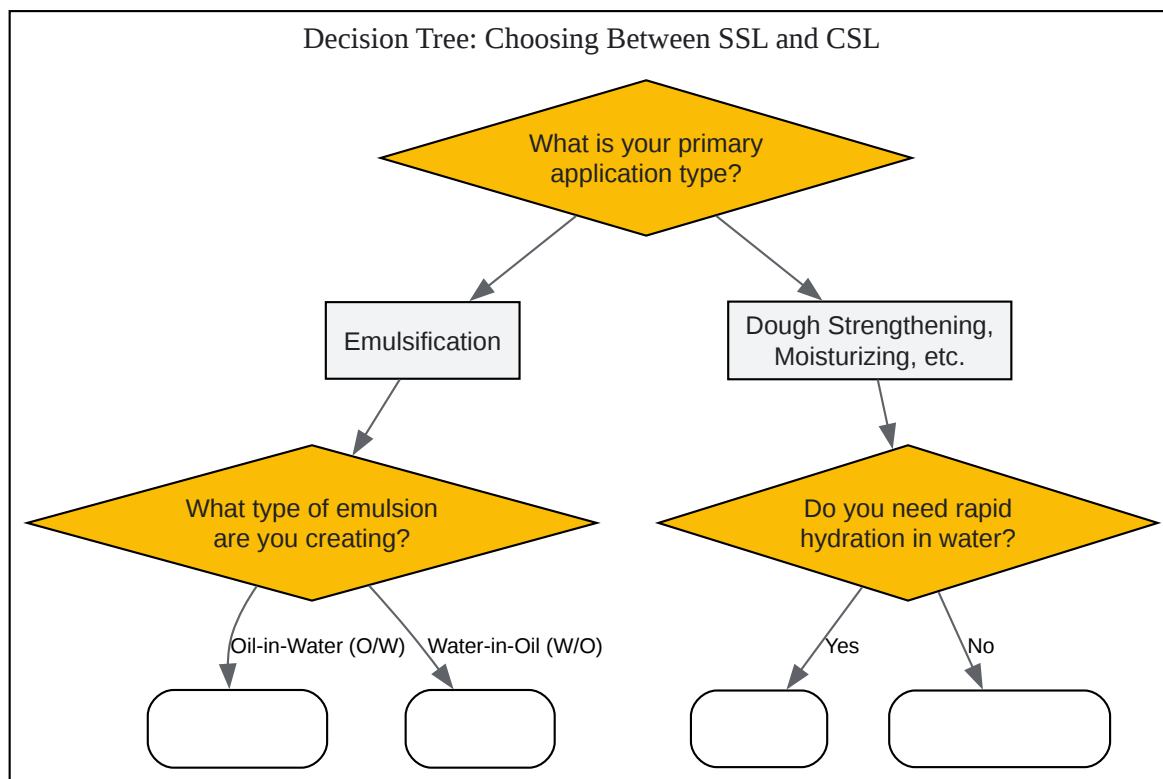 Decision Tree: Choosing Between SSL and CSL
What is your primary
application type?
Emulsification
Dough Strengthening,
Moisturizing, etc.
What type of emulsion
are you creating?
Do you need rapid
hydration in water?
Oil-in-Water (O/W)
Water-in-Oil (W/O)
Yes
No